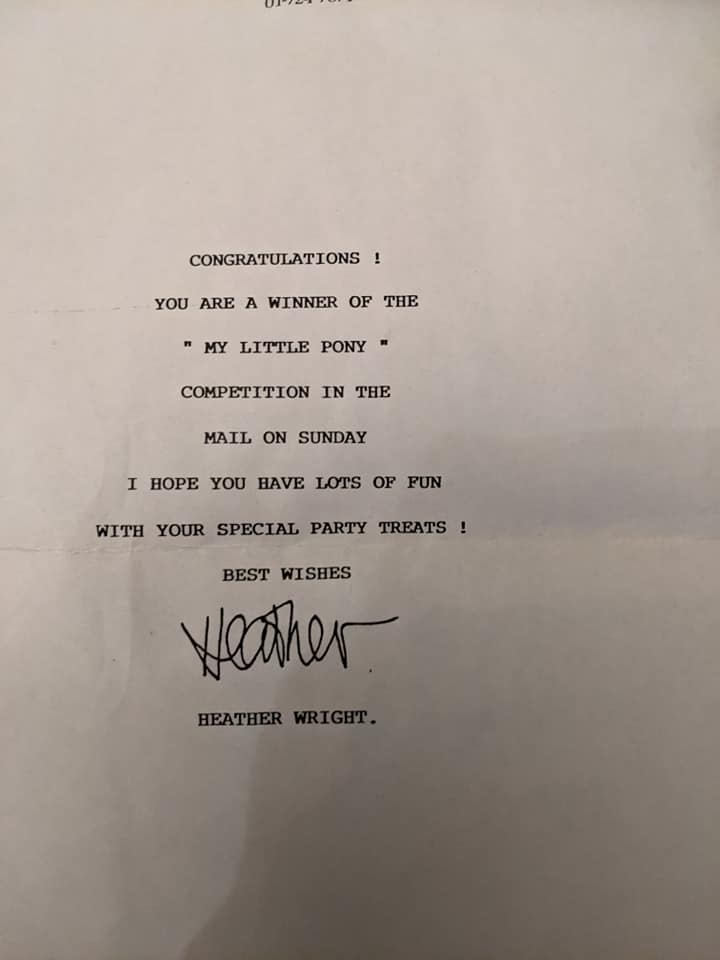 CONGRATULATIONS !
YOU ARE A WINNER OF THE
" MY LITTLE PONY "
COMPETITION IN THE
MAIL ON SUNDAY
I HOPE YOU HAVE LOTS OF FUN
WITH YOUR SPECIAL PARTY TREATS !
BEST WISHES
Heather
HEATHER WRIGHT.